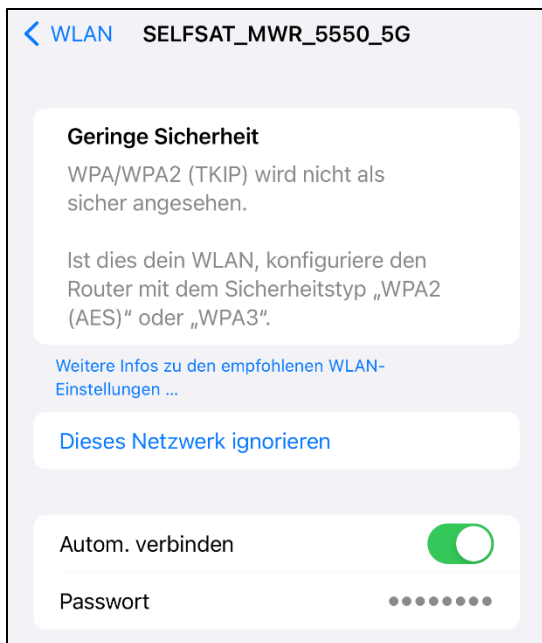 WLAN SELFSAT_MWR_5550_5G
Geringe Sicherheit
WPA/WPA2 (TKIP) wird nicht als
sicher angesehen.
Ist dies dein WLAN, konfiguriere den
Router mit dem Sicherheitstyp „WPA2
(AES)“ oder „WPA3“.
Weitere Infos zu den empfohlenen WLAN-
Einstellungen ...
Dieses Netzwerk ignorieren
Autom. verbinden
Passwort ●●●●●●●●